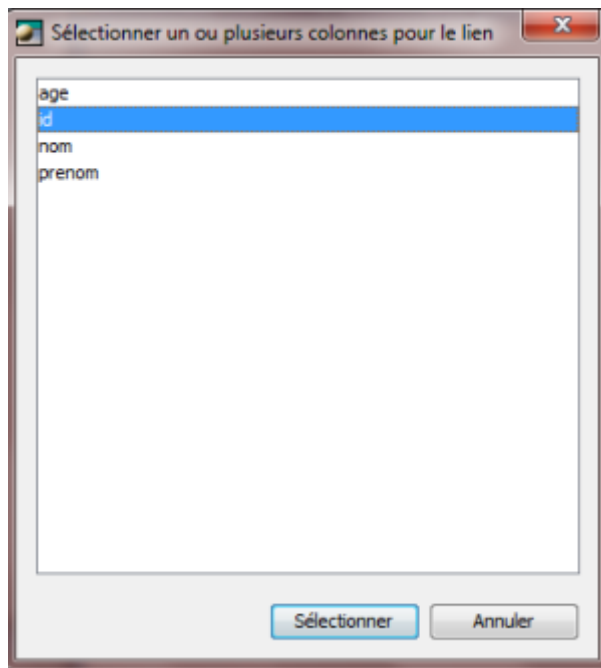 Sélectionner un ou plusieurs colonnes pour le lien
age
id
nom
prenom
Sélectionner Annuler